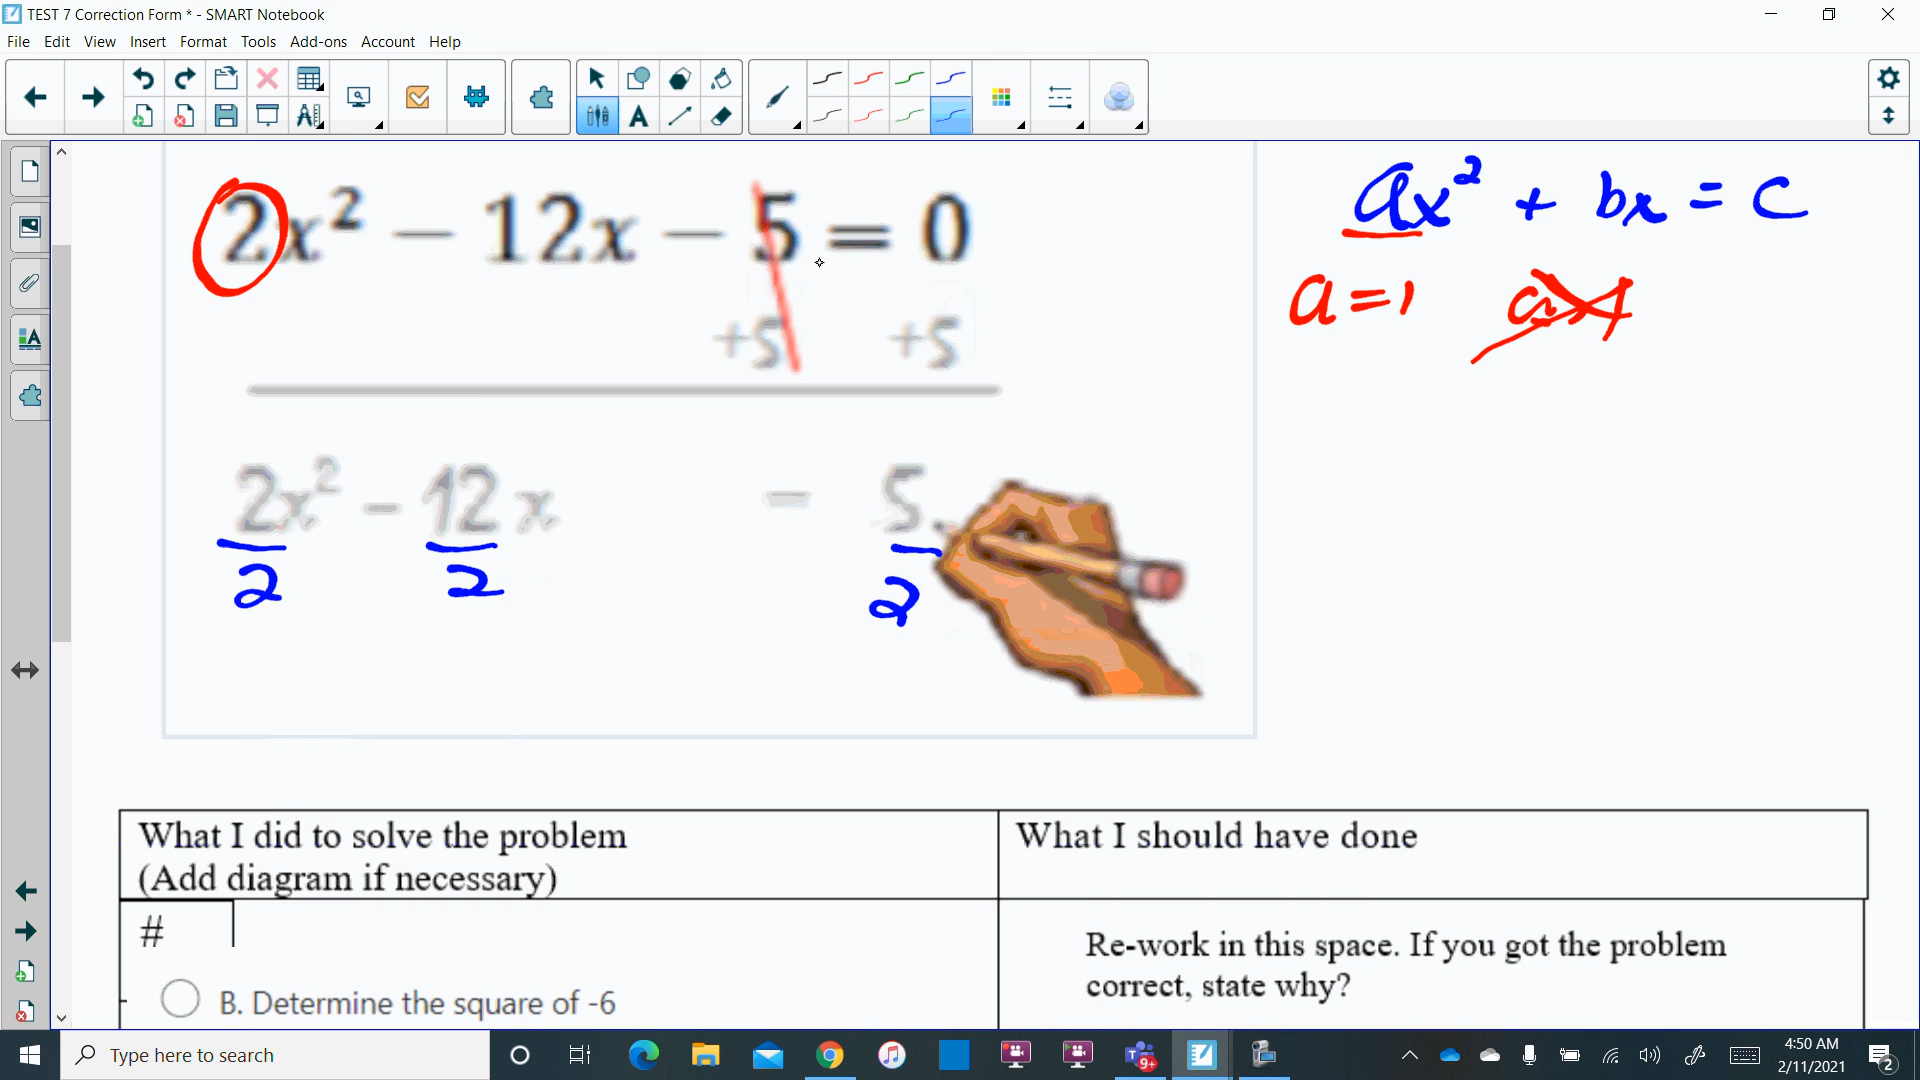 TEST 7 Correction Form * - SMART Notebook
File Edit View Insert Format Tools Add-ons Account Help
2x² – 12x – 5 = 0
+5 +5
2x² – 12x = 5
2 2 2
ax² + bx = c
a=1
What I did to solve the problem
(Add diagram if necessary)
What I should have done
#
B. Determine the square of -6
Re-work in this space. If you got the problem
correct, state why?
Type here to search
9+
4:50 AM
2/11/2021
2